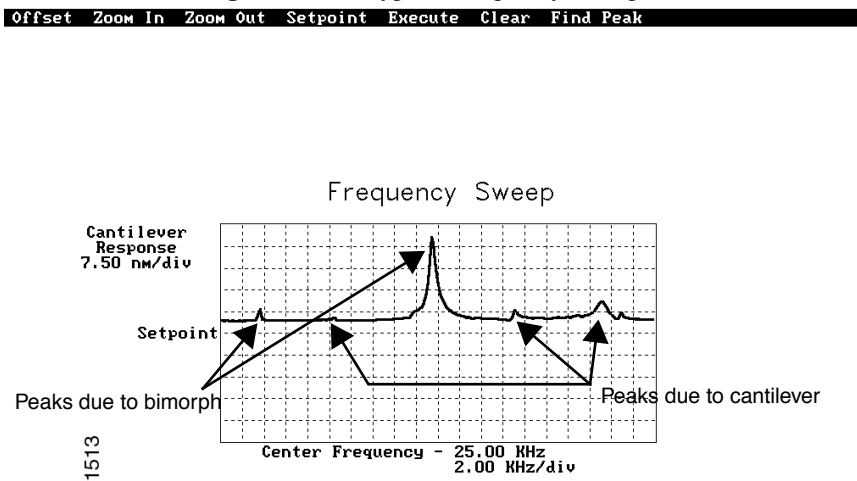 Offset Zoom In Zoom Out Setpoint Execute Clear Find Peak
Frequency Sweep
Cantilever
Response
7.50 nm/div
Setpoint
Peaks due to bimorph
Peaks due to cantilever
Center Frequency - 25.00 KHz
2.00 KHz/div
1513